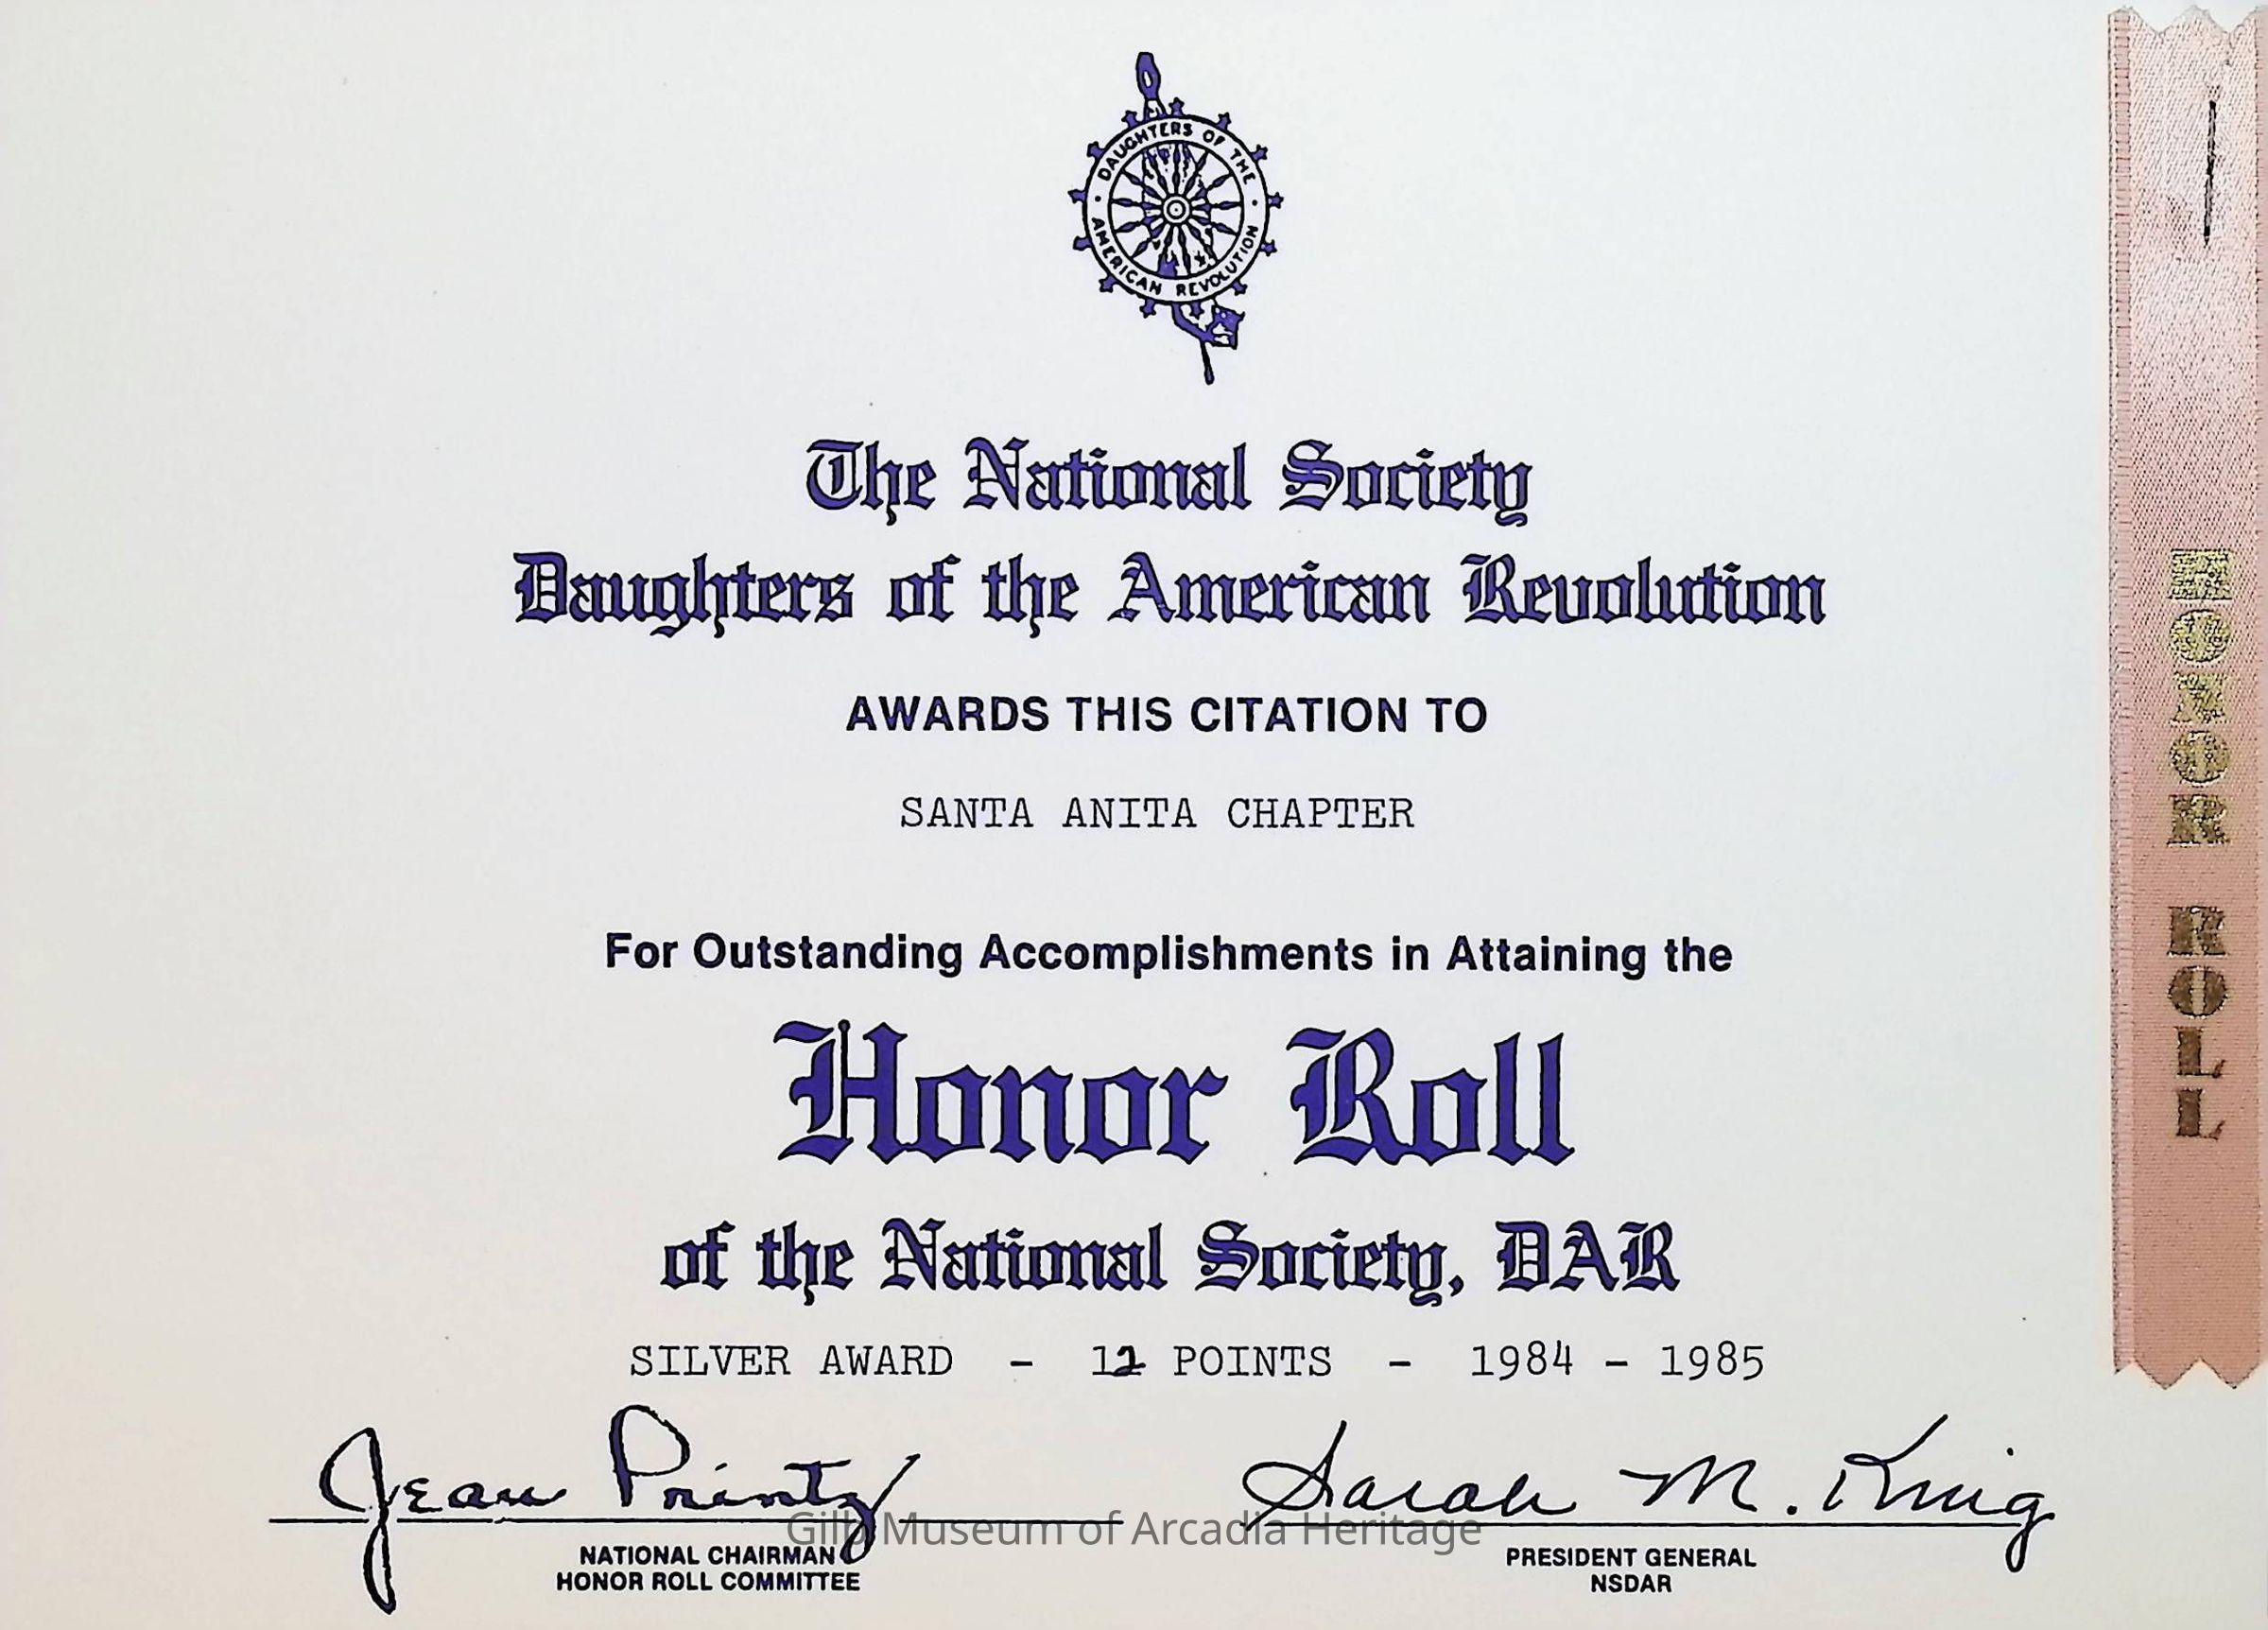 DAUGHTERS OF THE
AMERICAN REVOLUTION
The National Society
Daughters of the American Revolution
AWARDS THIS CITATION TO
SANTA ANITA CHAPTER
For Outstanding Accomplishments in Attaining the
Honor Roll
of the National Society, DAR
SILVER AWARD - 12 POINTS - 1984 - 1985
Jean Printz
Sarah M. King
Gilb Museum of Arcadia Heritage
NATIONAL CHAIRMAN
HONOR ROLL COMMITTEE
PRESIDENT GENERAL
NSDAR
HONOR ROLL